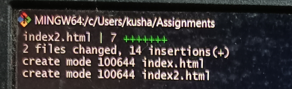 MINGW64:/c/Users/kusha/Assignments
index2.html | 7 +++++++
2 files changed, 14 insertions(+)
create mode 100644 index.html
create mode 100644 index2.html